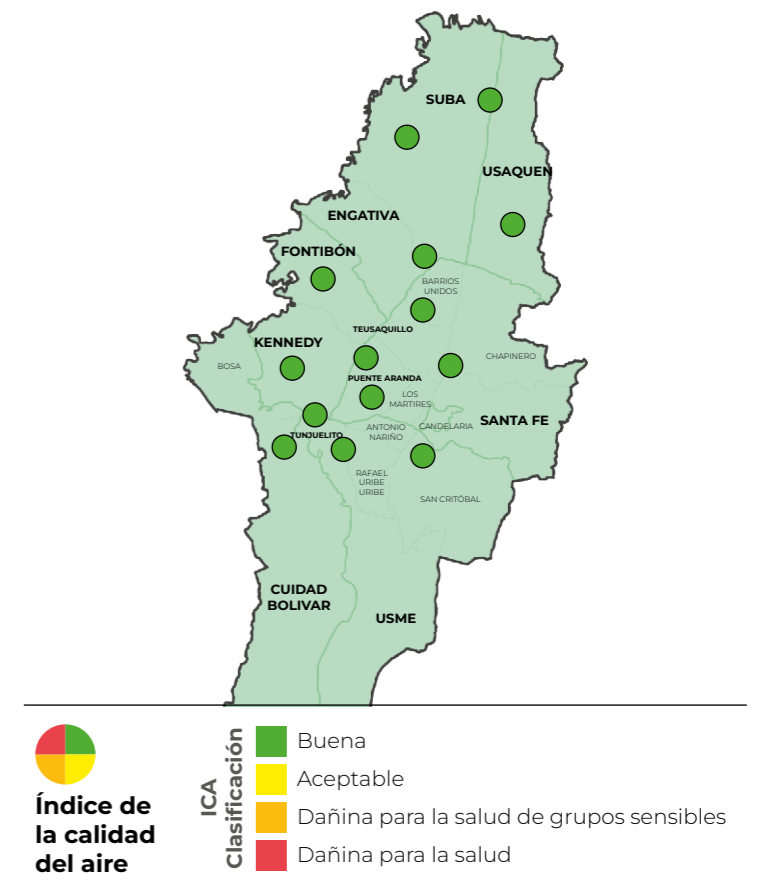 SUBA
USAQUEN
ENGATIVA
FONTIBÓN
BARRIOS
UNIDOS
TEUSAQUILLO
KENNEDY
CHAPINERO
BOSA
PUENTE ARANDA
LOS
MARTIRES
SANTA FE
ANTONIO
NARIÑO
CANDELARIA
TUNJUELITO
RAFAEL
URIBE
URIBE
SAN CRITÓBAL
CUIDAD
BOLIVAR
USME
Índice de
la calidad
del aire
ICA
Clasificación
Buena
Aceptable
Dañina para la salud de grupos sensibles
Dañina para la salud